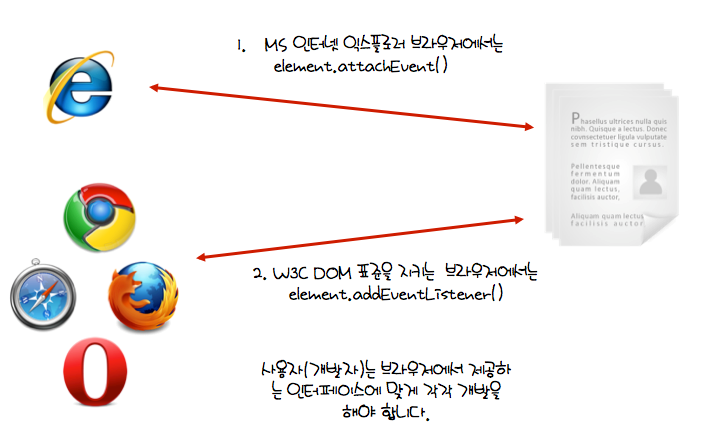 1. MS 인터넷 익스플로러 브라우저에서는
element.attachEvent()
Phasellus ultrices nulla quis
nibh. Quisque a lectus. Donec
covnsectetuer ligula vulputate
sem tristique cursus.
Pellentesque
fermentum
dolor. Aliquam
quam lectus,
facilisis auctor,
Aliquam quam lectus
facilisis auctor
2. W3C DOM 표준을 지키는 브라우저에서는
element.addEventListener()
사용자(개발자)는 브라우저에서 제공하
는 인터페이스에 맞게 각각 개발을
해야 합니다.